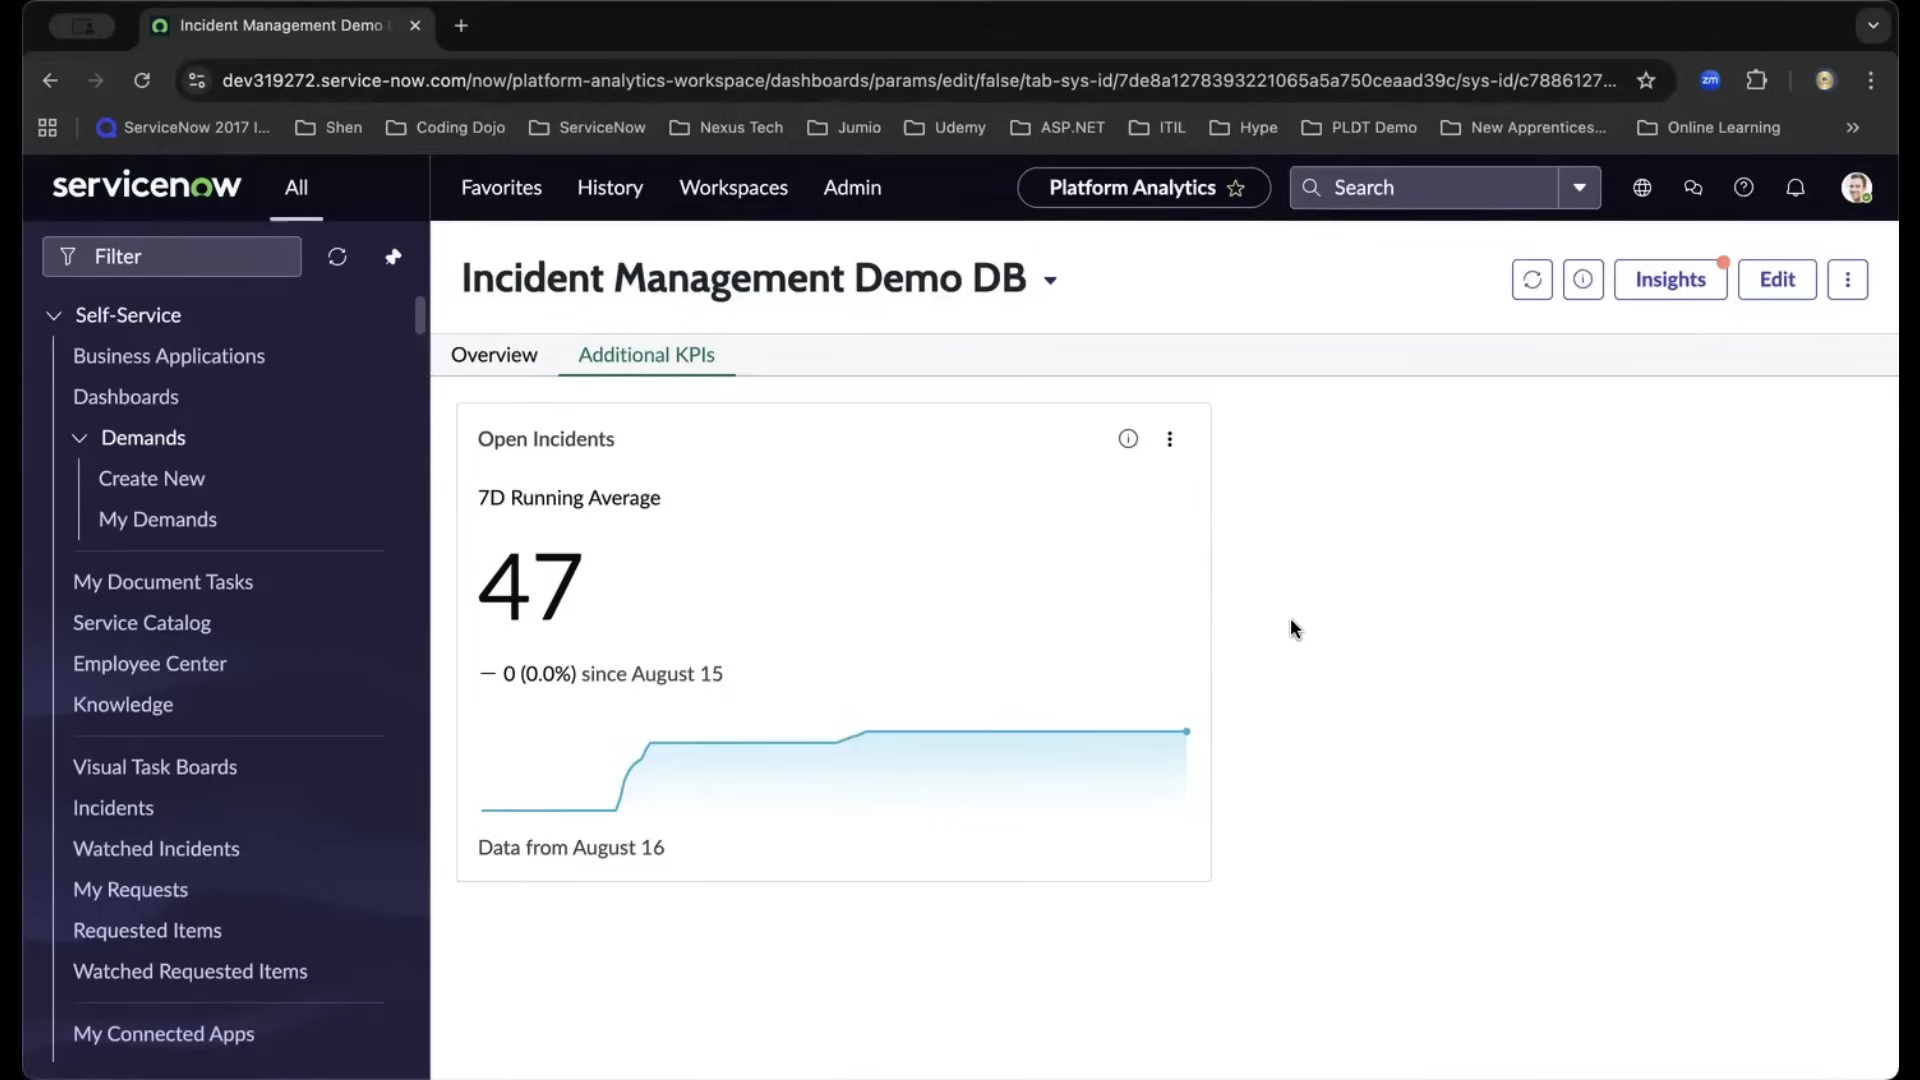 Incident Management Demo
dev319272.service-now.com/now/platform-analytics-workspace/dashboards/params/edit/false/tab-sys-id/7de8a1278393221065a5a750ceaad39c/sys-id/c7886127...
zm
ServiceNow 2017 I...
Shen
Coding Dojo
ServiceNow
Nexus Tech
Jumio
Udemy
ASP.NET
ITIL
Hype
PLDT Demo
New Apprentices...
Online Learning
servicenow
All
Favorites
History
Workspaces
Admin
Platform Analytics
Search
Filter
Self-Service
Business Applications
Dashboards
Demands
Create New
My Demands
My Document Tasks
Service Catalog
Employee Center
Knowledge
Visual Task Boards
Incidents
Watched Incidents
My Requests
Requested Items
Watched Requested Items
My Connected Apps
Incident Management Demo DB
Insights
Edit
Overview
Additional KPIs
Open Incidents
7D Running Average
47
— 0 (0.0%) since August 15
Data from August 16